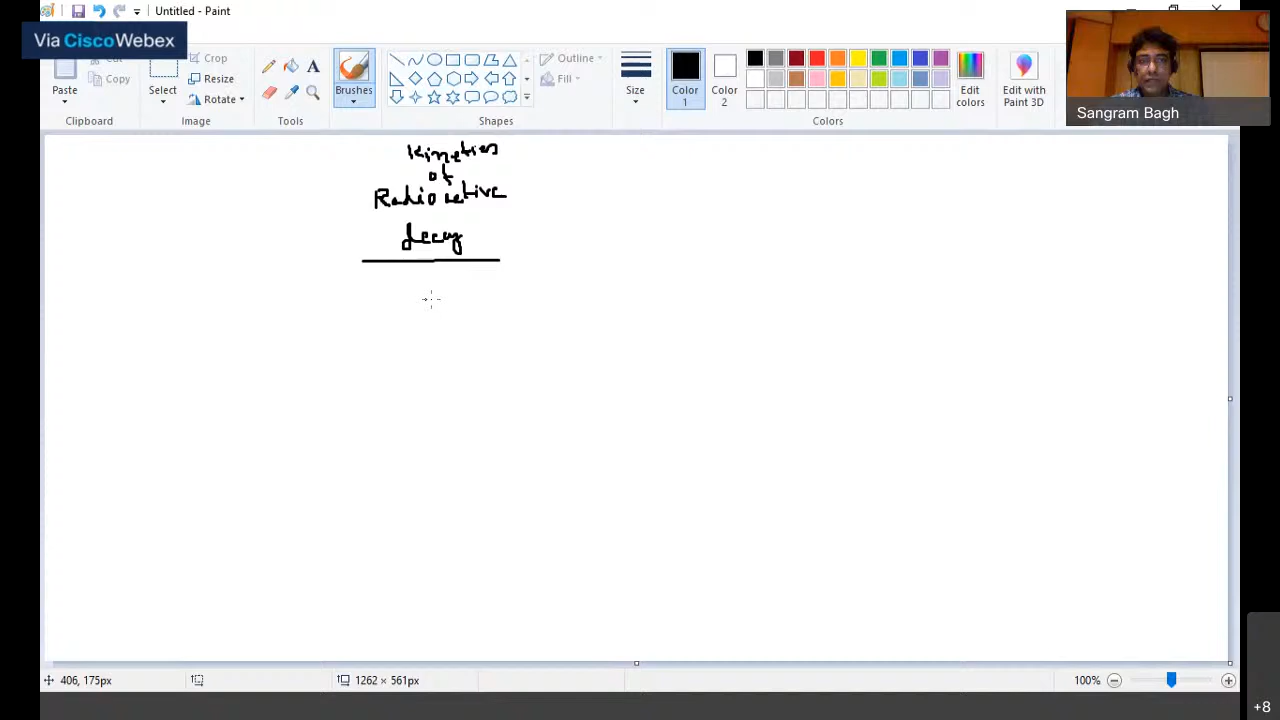 Untitled - Paint
Via CiscoWebex
Cut
Paste
Copy
Clipboard
Select
Crop
Resize
Rotate
Image
A
Tools
Brushes
Outline
Fill
Shapes
Size
Color 1
Color 2
Edit colors
Colors
Edit with Paint 3D
Sangram Bagh
Kinetics
of
Radioactive
decay
406, 175px
1262 × 561px
100%
+8